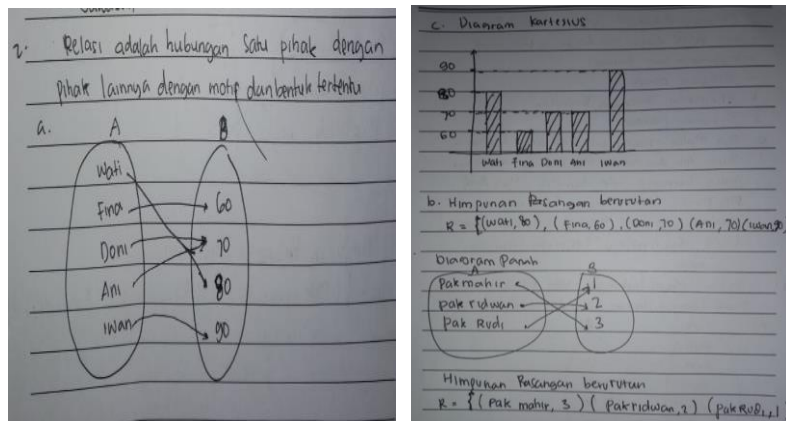 2. Relasi adalah hubungan satu pihak dengan
pihak lainnya dengan motif dan bentuk tertentu
a. A B
Wati
Fina 60
Doni 70
Ani 80
Iwan 90
c. Diagram kartesius
90
80
70
60
Wati Fina Doni Ani Iwan
b. Himpunan Pasangan berurutan
R = {(Wati, 80), (Fina, 60), (Doni, 70) (Ani, 70) (Iwan, 90
Diagram Panah
A B
Pak mahir 1
pak ridwan 2
Pak Rudi 3
Himpunan Pasangan berurutan
R = {(Pak mahir, 3) (Pak ridwan, 2) (pak Rudi, 1